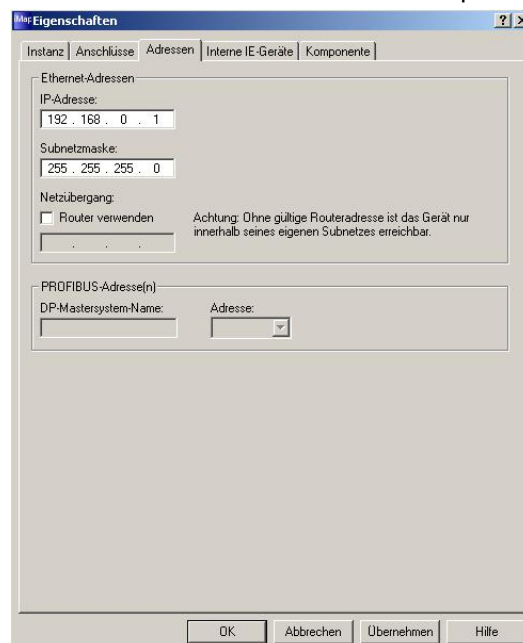 iMap Eigenschaften
Instanz Anschlüsse Adressen Interne IE-Geräte Komponente
Ethernet-Adressen
IP-Adresse:
192 . 168 . 0 . 1
Subnetzmaske:
255 . 255 . 255 . 0
Netzübergang:
Router verwenden
Achtung: Ohne gültige Routeradresse ist das Gerät nur
innerhalb seines eigenen Subnetzes erreichbar.
. . .
PROFIBUS-Adresse(n)
DP-Mastersystem-Name: Adresse:
OK Abbrechen Übernehmen Hilfe